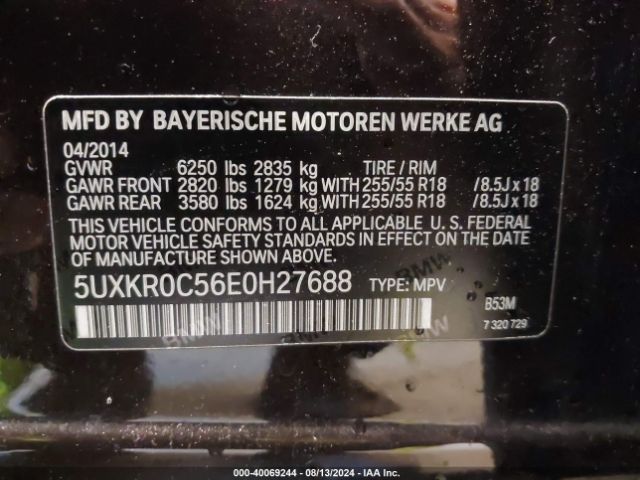 MFD BY BAYERISCHE MOTOREN WERKE AG
04/2014
GVWR 6250 lbs 2835 kg TIRE / RIM
GAWR FRONT 2820 lbs 1279 kg WITH 255/55 R18 /8.5J x 18
GAWR REAR 3580 lbs 1624 kg WITH 255/55 R18 /8.5J x 18
THIS VEHICLE CONFORMS TO ALL APPLICABLE U. S. FEDERAL
MOTOR VEHICLE SAFETY STANDARDS IN EFFECT ON THE DATE
OF MANUFACTURE SHOWN ABOVE.
5UXKR0C56E0H27688 TYPE: MPV
B53M
7 320 729
BMW
BMW
000-40069244 - 08/13/2024 - IAA Inc.